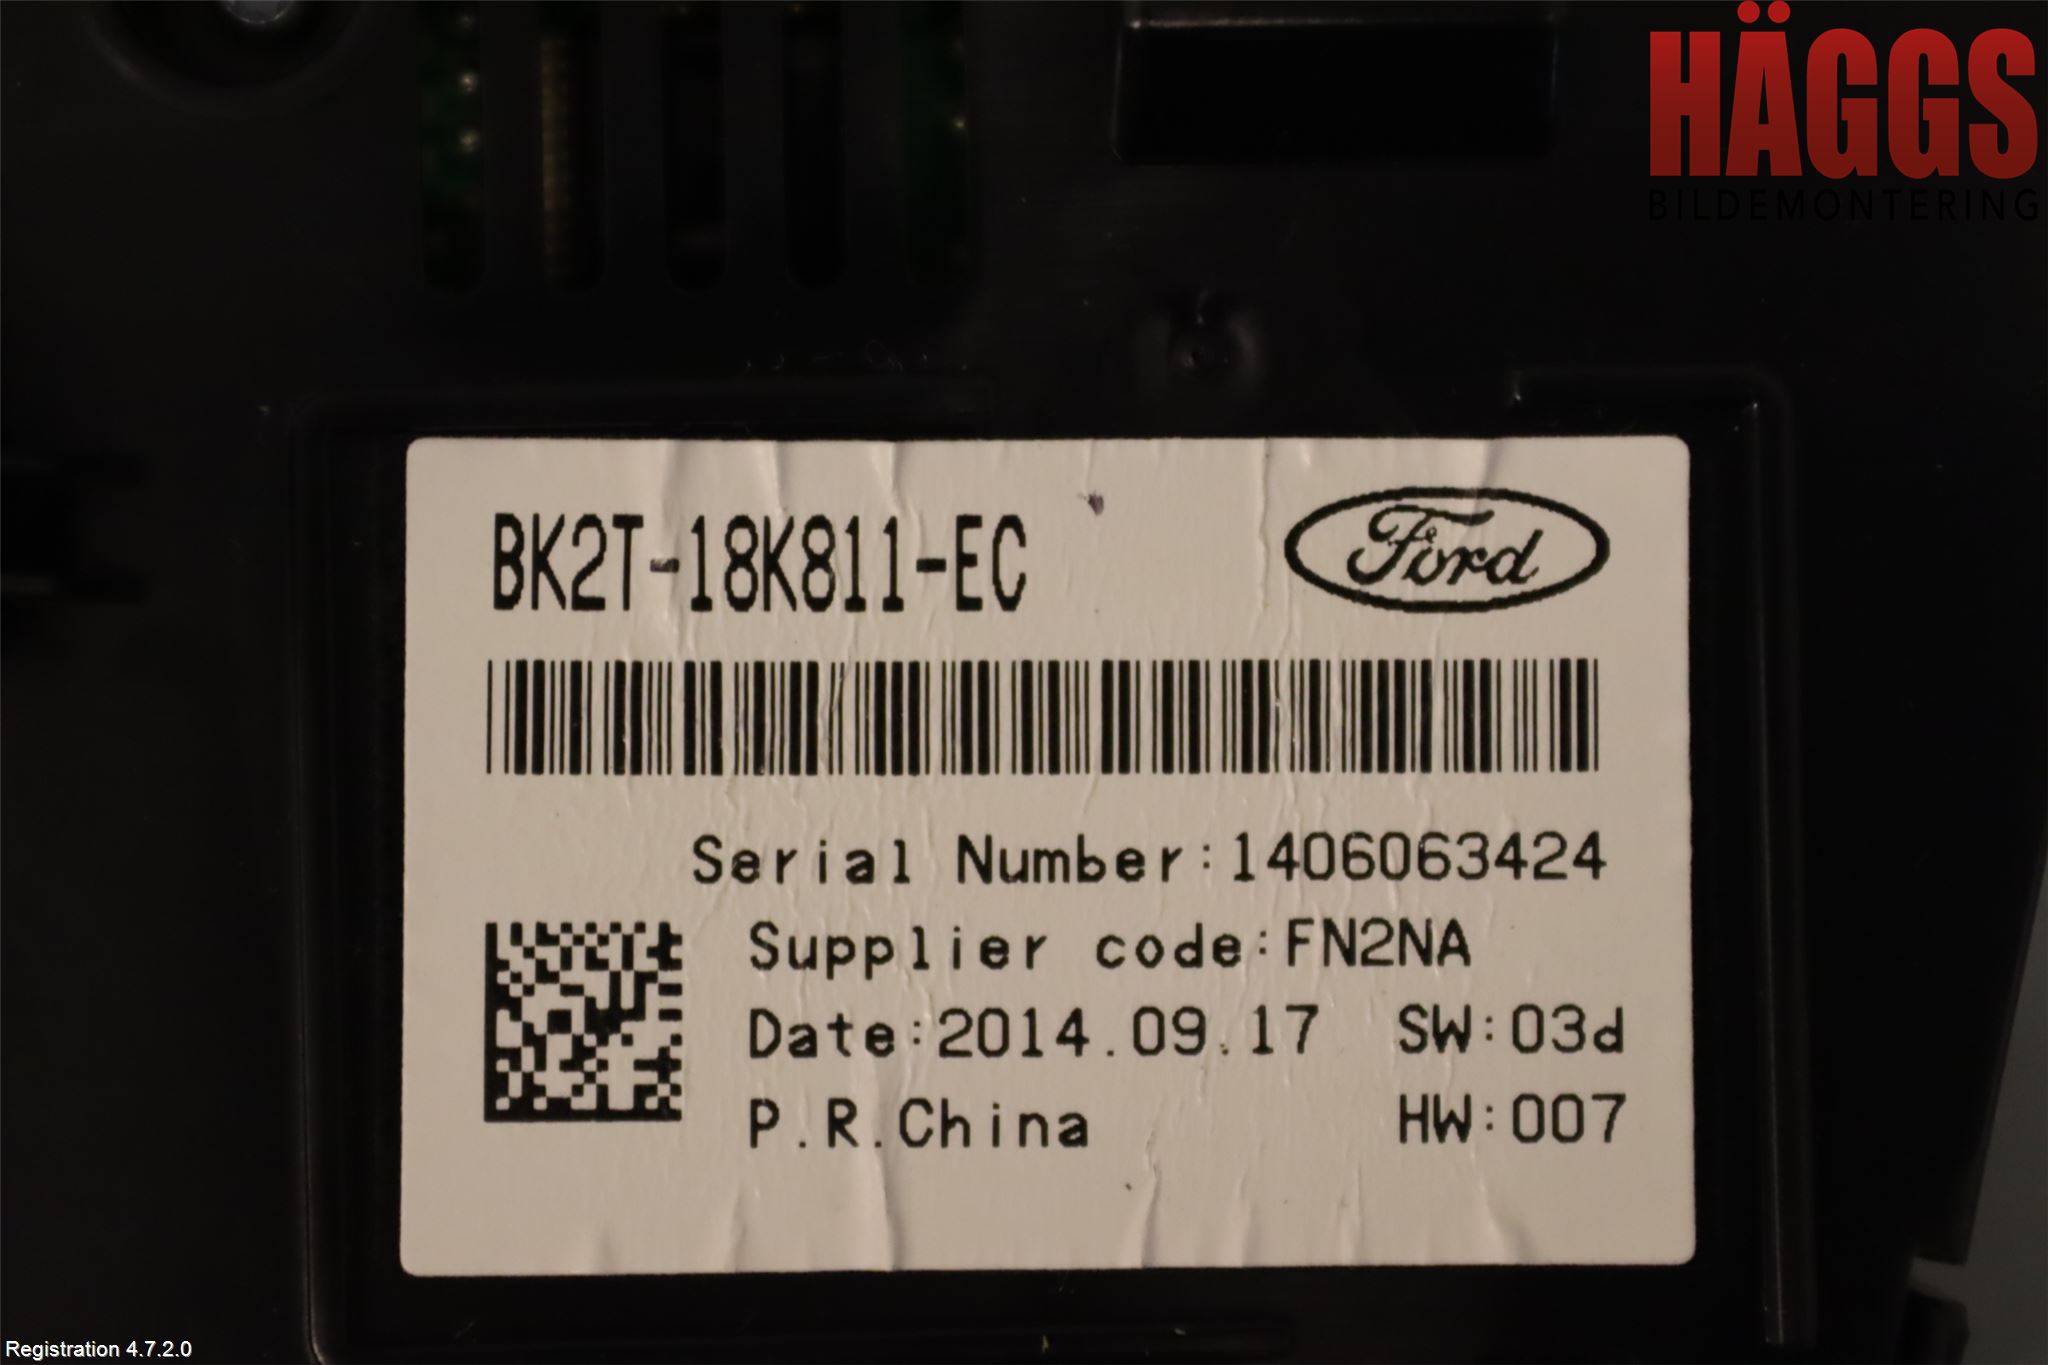 HÄGGS
BILDEMONTERING
BK2T-18K811-EC
Ford
Serial Number:1406063424
Supplier code:FN2NA
Date:2014.09.17 SW:03d
P.R.China HW:007
Registration 4.7.2.0